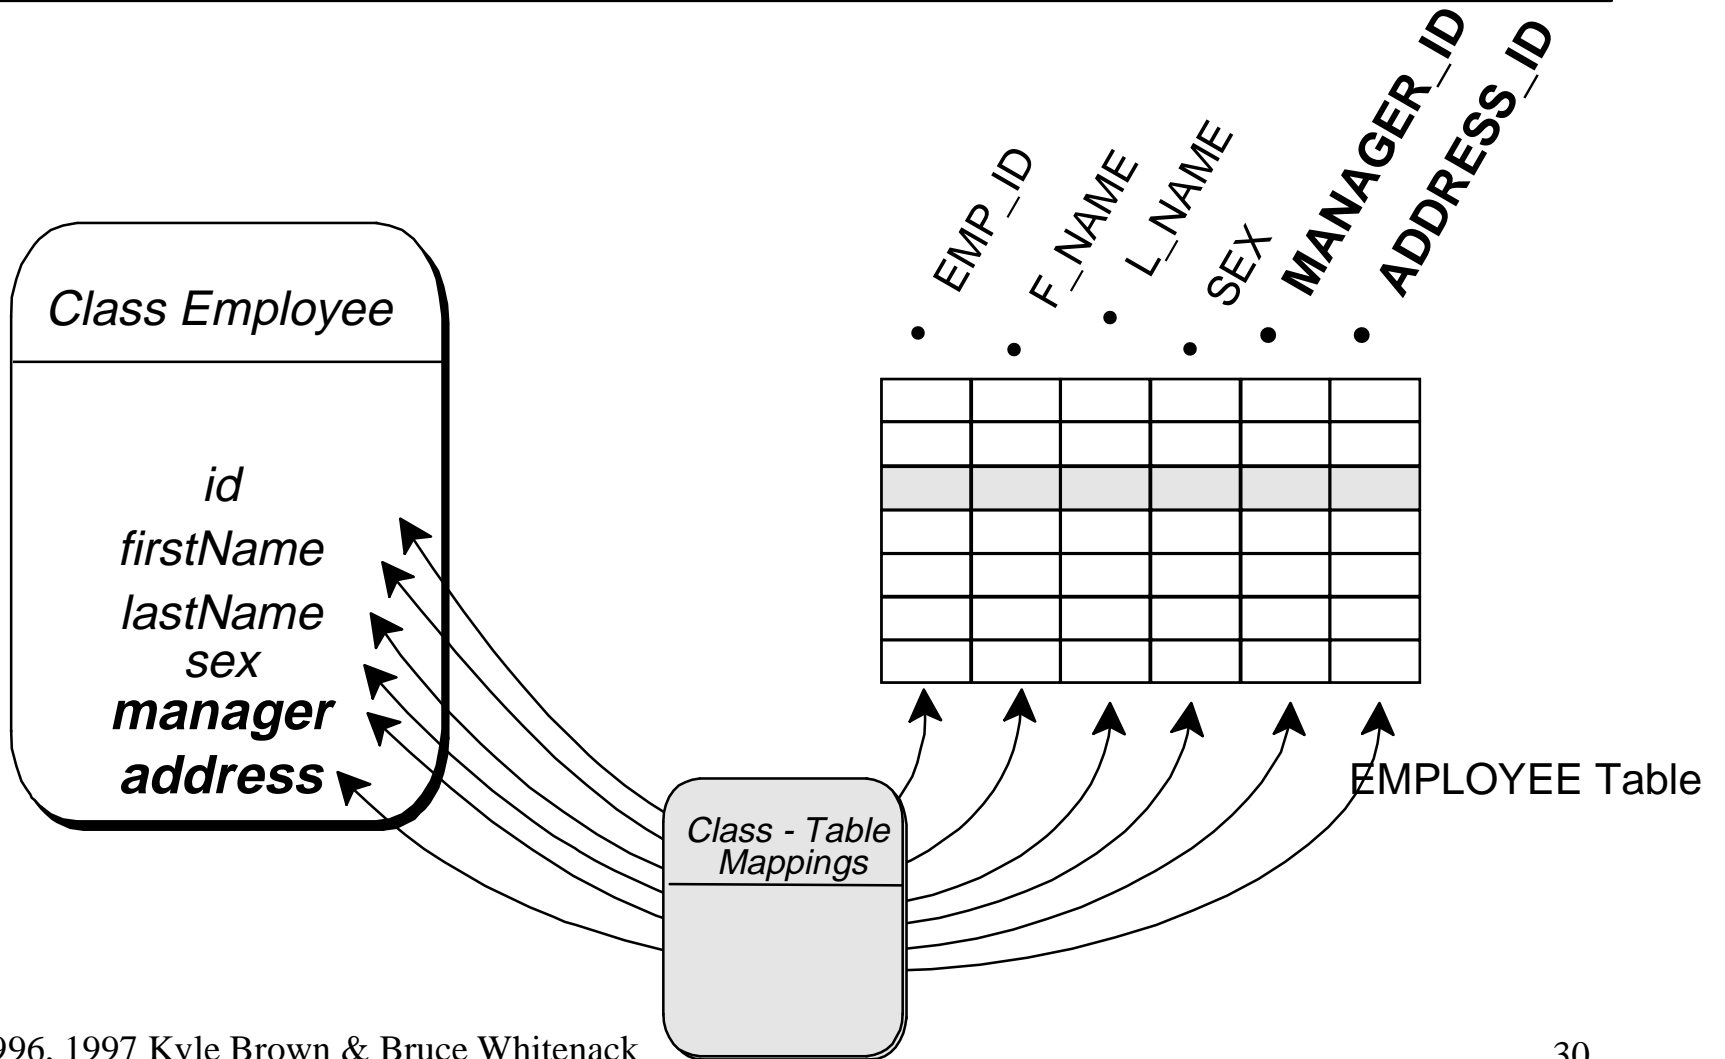 Class Employee
id
firstName
lastName
sex
manager
address
EMP_ID
F_NAME
L_NAME
SEX
MANAGER_ID
ADDRESS_ID
EMPLOYEE Table
Class - Table
Mappings
996, 1997 Kyle Brown & Bruce Whitenack
30